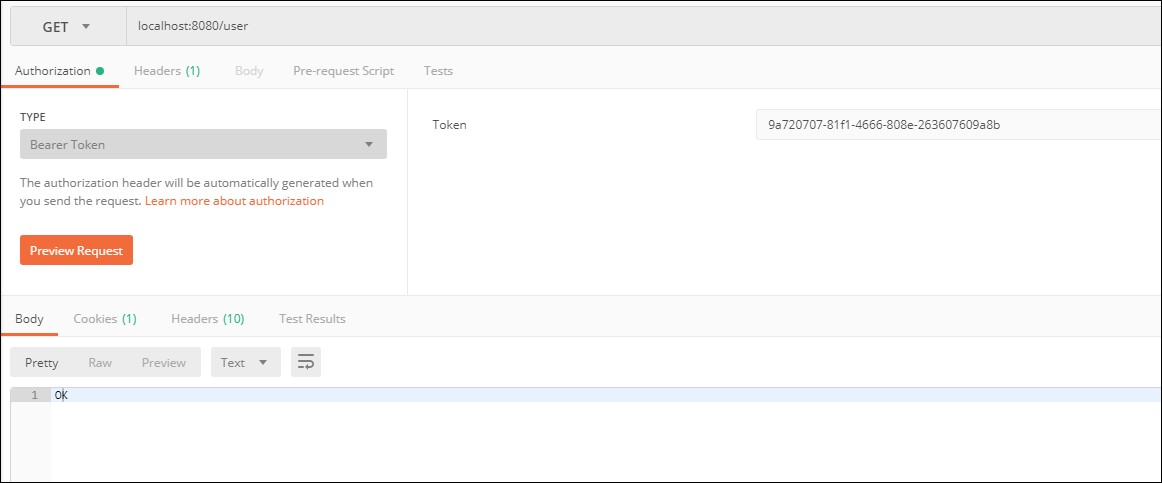 GET localhost:8080/user
Authorization Headers (1) Body Pre-request Script Tests
TYPE
Bearer Token
The authorization header will be automatically generated when
you send the request. Learn more about authorization
Preview Request
Token 9a720707-81f1-4666-808e-263607609a8b
Body Cookies (1) Headers (10) Test Results
Pretty Raw Preview Text
1 OK